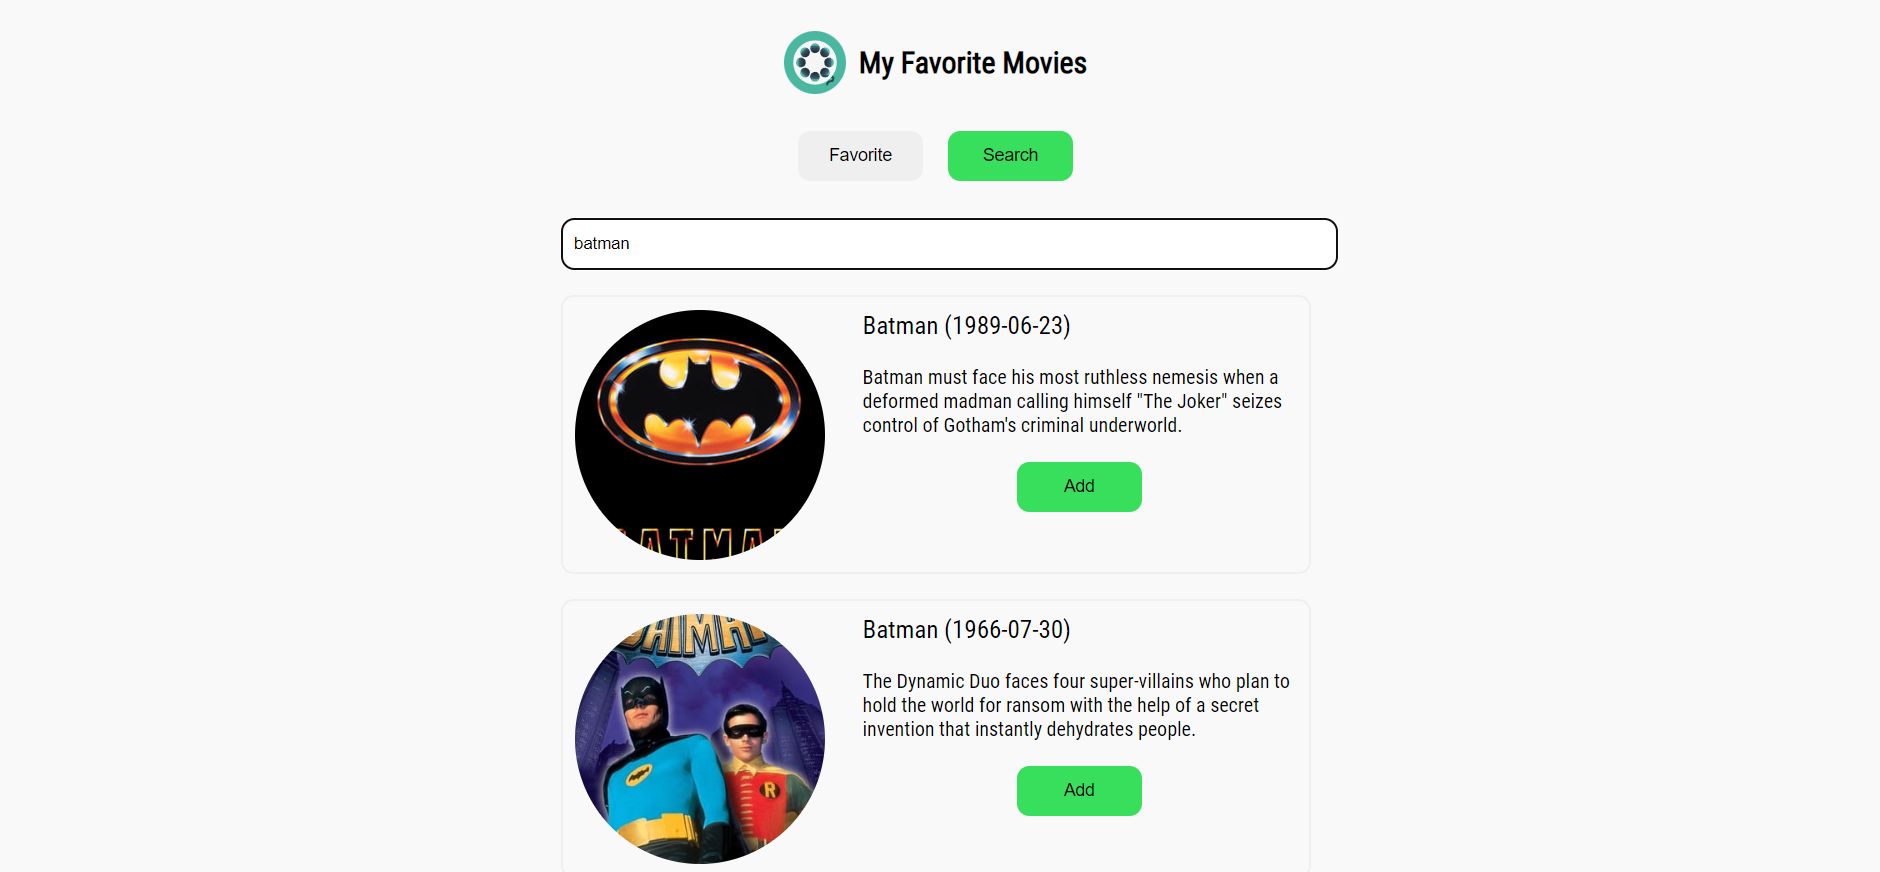 My Favorite Movies
Favorite
Search
batman
BATMAN
Batman (1989-06-23)
Batman must face his most ruthless nemesis when a
deformed madman calling himself "The Joker" seizes
control of Gotham's criminal underworld.
Add
BATMAN
R
Batman (1966-07-30)
The Dynamic Duo faces four super-villains who plan to
hold the world for ransom with the help of a secret
invention that instantly dehydrates people.
Add